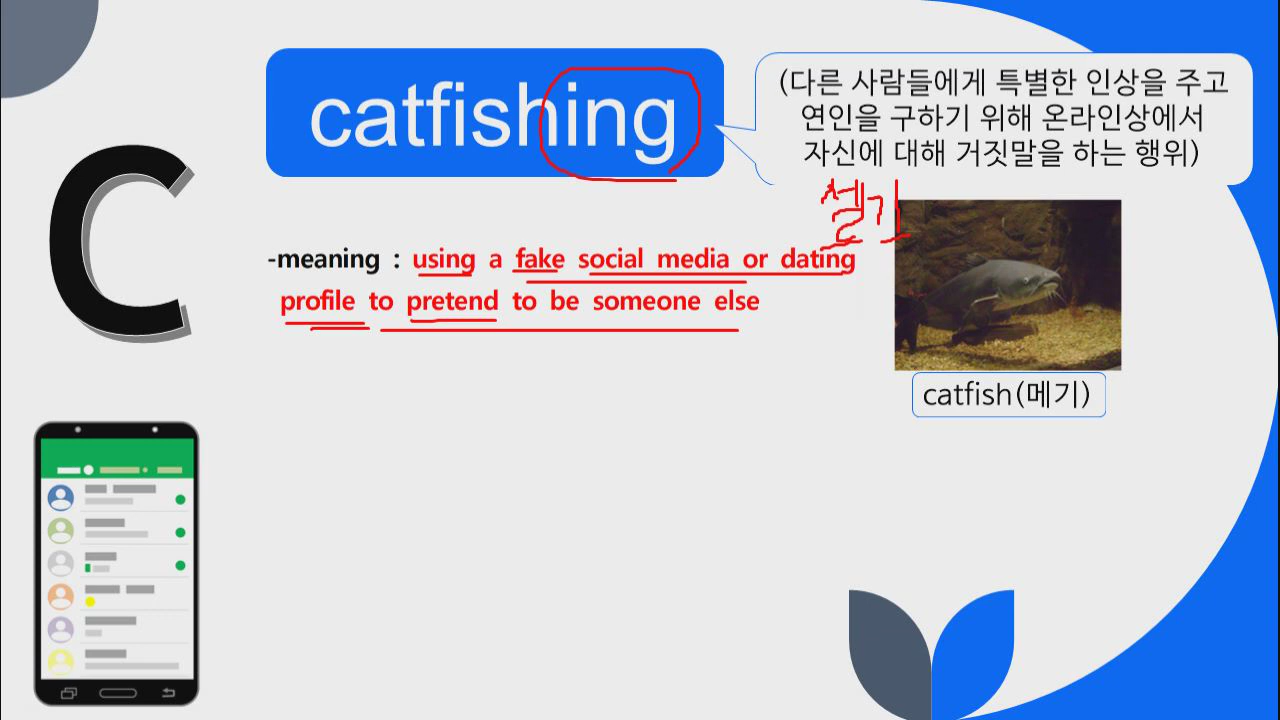 C
catfishing
(다른 사람들에게 특별한 인상을 주고
연인을 구하기 위해 온라인상에서
자신에 대해 거짓말을 하는 행위)
-meaning : using a fake social media or dating
profile to pretend to be someone else
catfish(메기)